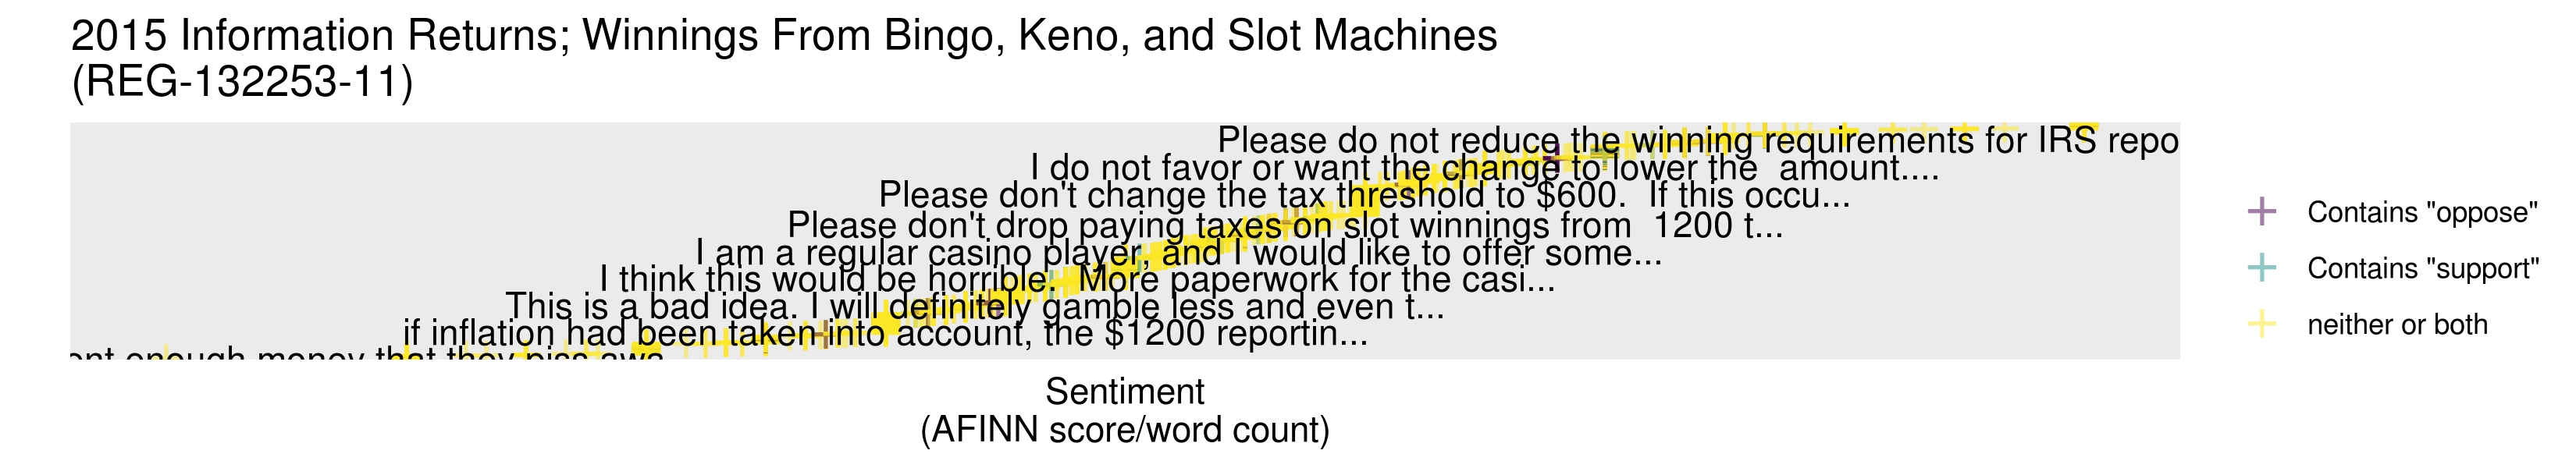 2015 Information Returns; Winnings From Bingo, Keno, and Slot Machines
(REG-132253-11)
Please do not reduce the winning requirements for IRS repo
I do not favor or want the change to lower the  amount....
Please don't change the tax threshold to $600.  If this occu...
Please don't drop paying taxes on slot winnings from  1200 t...
I am a regular casino player, and I would like to offer some...
I think this would be horrible.  More paperwork for the casi...
This is a bad idea. I will definitely gamble less and even t...
if inflation had been taken into account, the $1200 reportin...
enough money that they
Contains "oppose"
Contains "support"
neither or both
Sentiment
(AFINN score/word count)